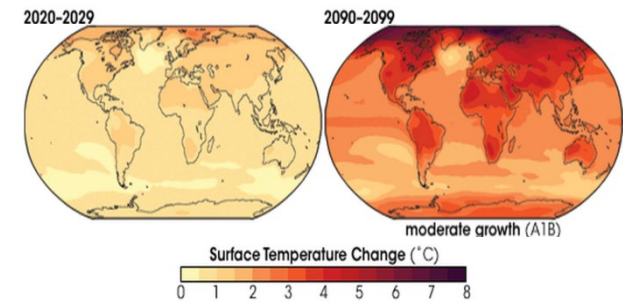 2020-2029
2090-2099
moderate growth (A1B)
Surface Temperature Change (˚C)
0 1 2 3 4 5 6 7 8